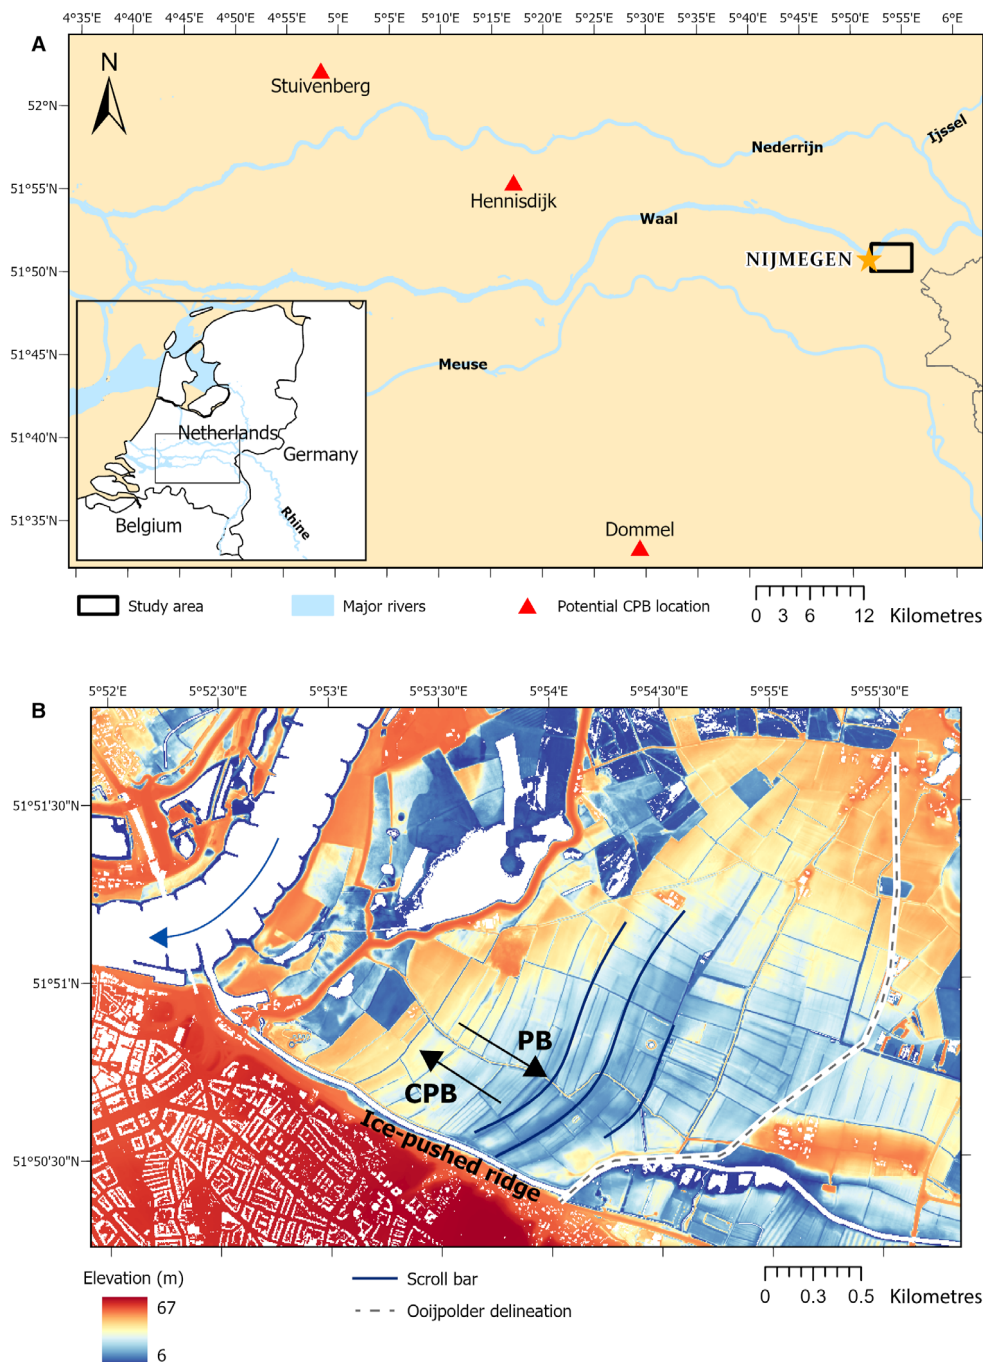 4°35'E 4°40'E 4°45'E 4°50'E 4°55'E 5°E 5°5'E 5°10'E 5°15'E 5°20'E 5°25'E 5°30'E 5°35'E 5°40'E 5°45'E 5°50'E 5°55'E 6°E
A
N
Stuivenberg
52°N
Ijssel
Nederrijn
51°55'N
Hennisdijk
Waal
NIJMEGEN
51°50'N
51°45'N
Meuse
51°40'N
Netherlands
Germany
51°35'N
Belgium
Rhine
Dommel
Study area
Major rivers
Potential CPB location
0 3 6 12 Kilometres
5°52'E 5°52'30"E 5°53'E 5°53'30"E 5°54'E 5°54'30"E 5°55'E 5°53'30"E
B
51°51'30"N
51°51'N
PB
CPB
Ice-pushed ridge
51°50'30"N
Elevation (m)
67
6
Scroll bar
Ooijpolder delineation
0 0.3 0.5 Kilometres